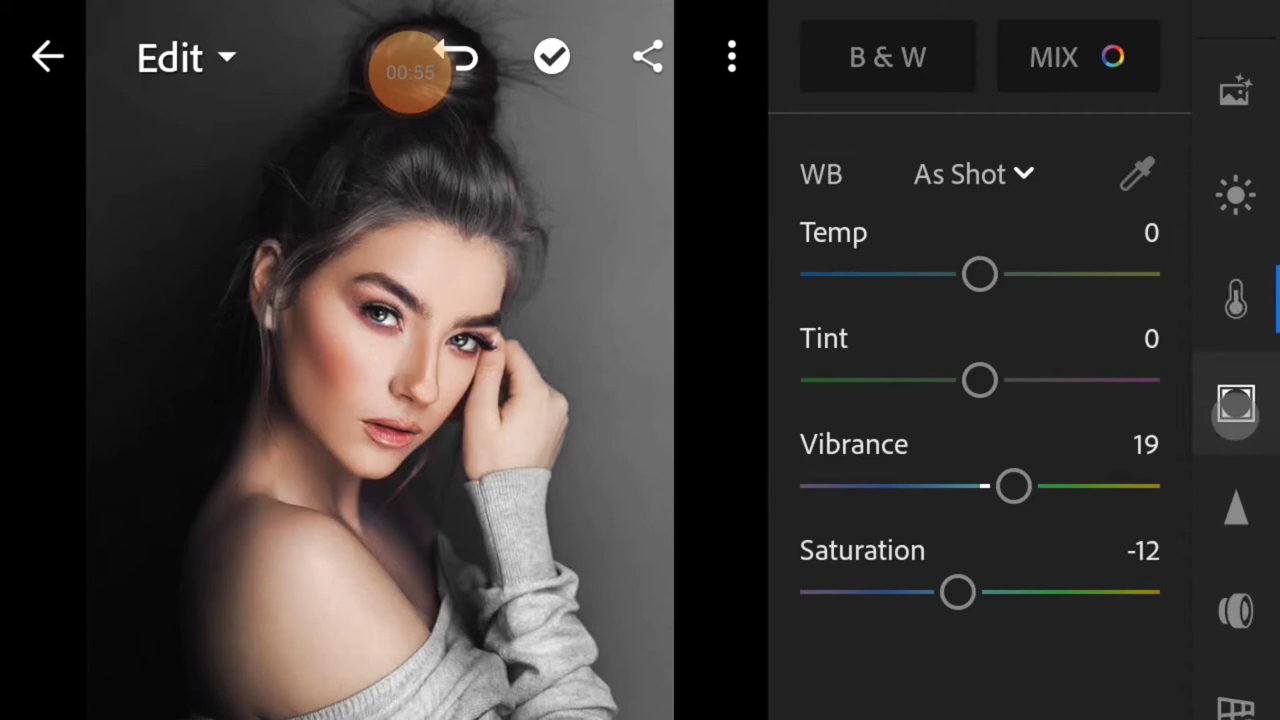 Edit
00:55
B & W
MIX
WB
As Shot
Temp
0
Tint
0
Vibrance
19
Saturation
-12